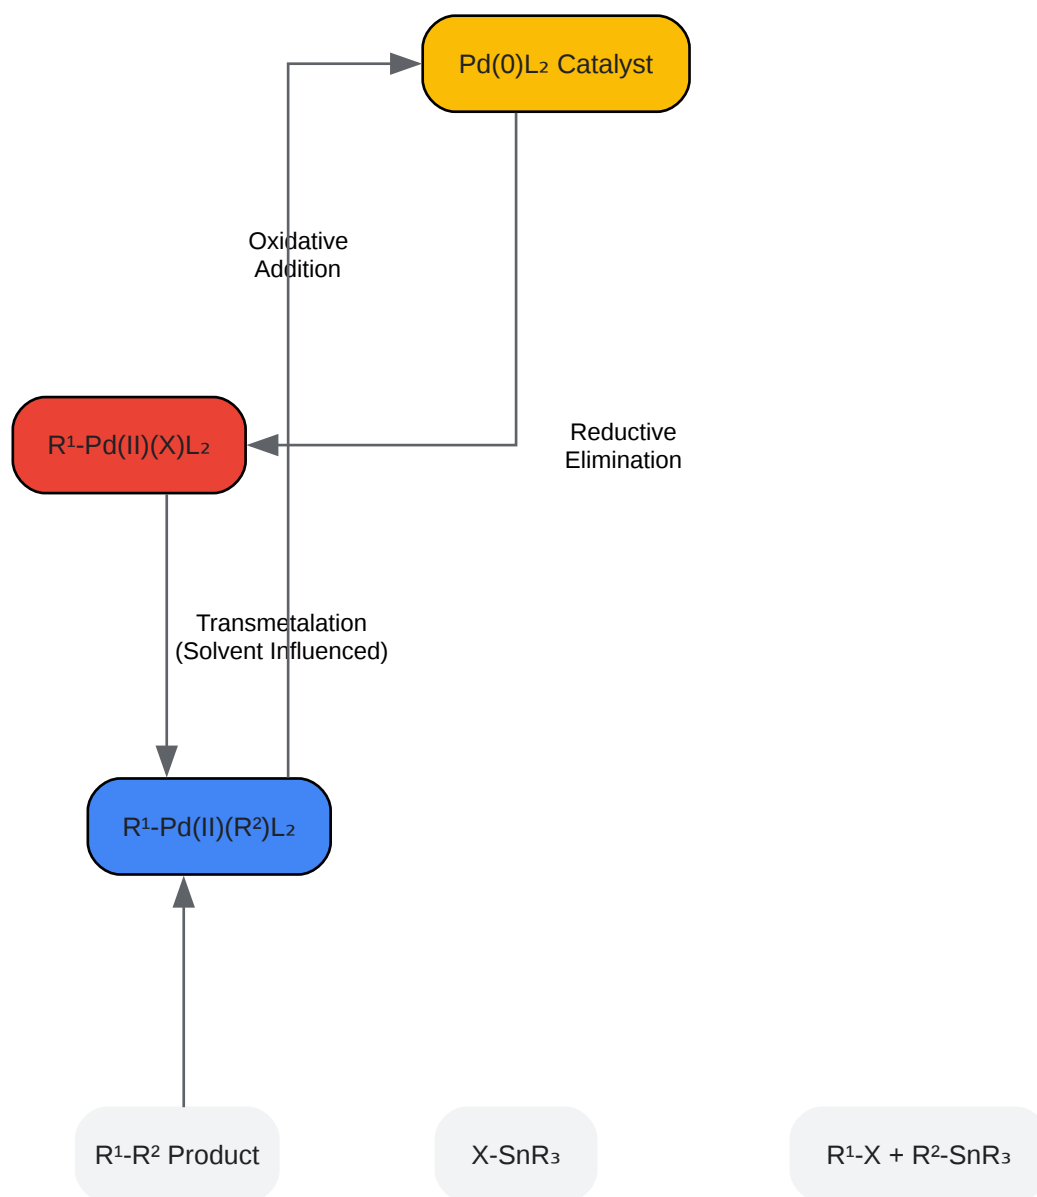 Pd(0)L₂ Catalyst
Oxidative
Addition
R¹-Pd(II)(X)L₂
Reductive
Elimination
Transmetalation
(Solvent Influenced)
R¹-Pd(II)(R²)L₂
R¹-R² Product
X-SnR₃
R¹-X + R²-SnR₃